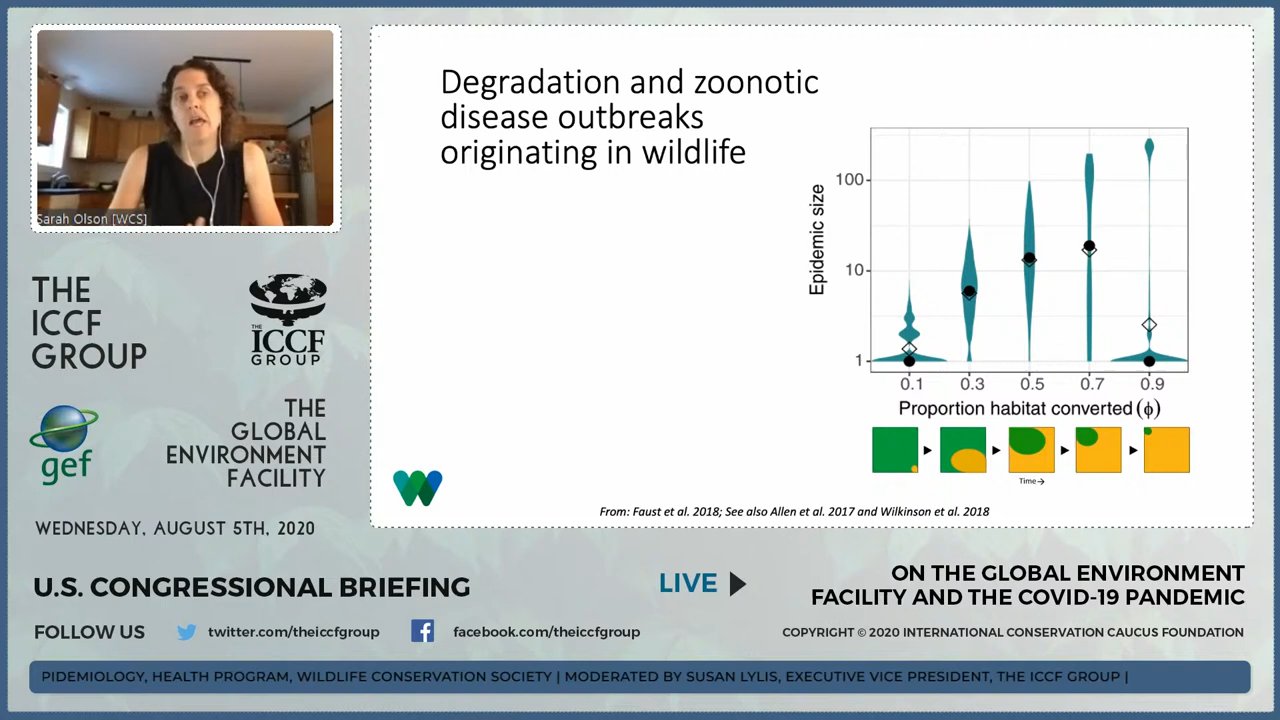 Sarah Olson [WCS]
Degradation and zoonotic
disease outbreaks
originating in wildlife
Epidemic size
100
10
1
0.1 0.3 0.5 0.7 0.9
Proportion habitat converted (ϕ)
Time→
From: Faust et al. 2018; See also Allen et al. 2017 and Wilkinson et al. 2018
THE
ICCF
GROUP
THE
ICCF
GROUP
gef
THE
GLOBAL
ENVIRONMENT
FACILITY
WEDNESDAY, AUGUST 5TH, 2020
U.S. CONGRESSIONAL BRIEFING
LIVE
ON THE GLOBAL ENVIRONMENT
FACILITY AND THE COVID-19 PANDEMIC
FOLLOW US
twitter.com/theiccfgroup
facebook.com/theiccfgroup
COPYRIGHT © 2020 INTERNATIONAL CONSERVATION CAUCUS FOUNDATION
PIDEMIOLOGY, HEALTH PROGRAM, WILDLIFE CONSERVATION SOCIETY | MODERATED BY SUSAN LYLIS, EXECUTIVE VICE PRESIDENT, THE ICCF GROUP |